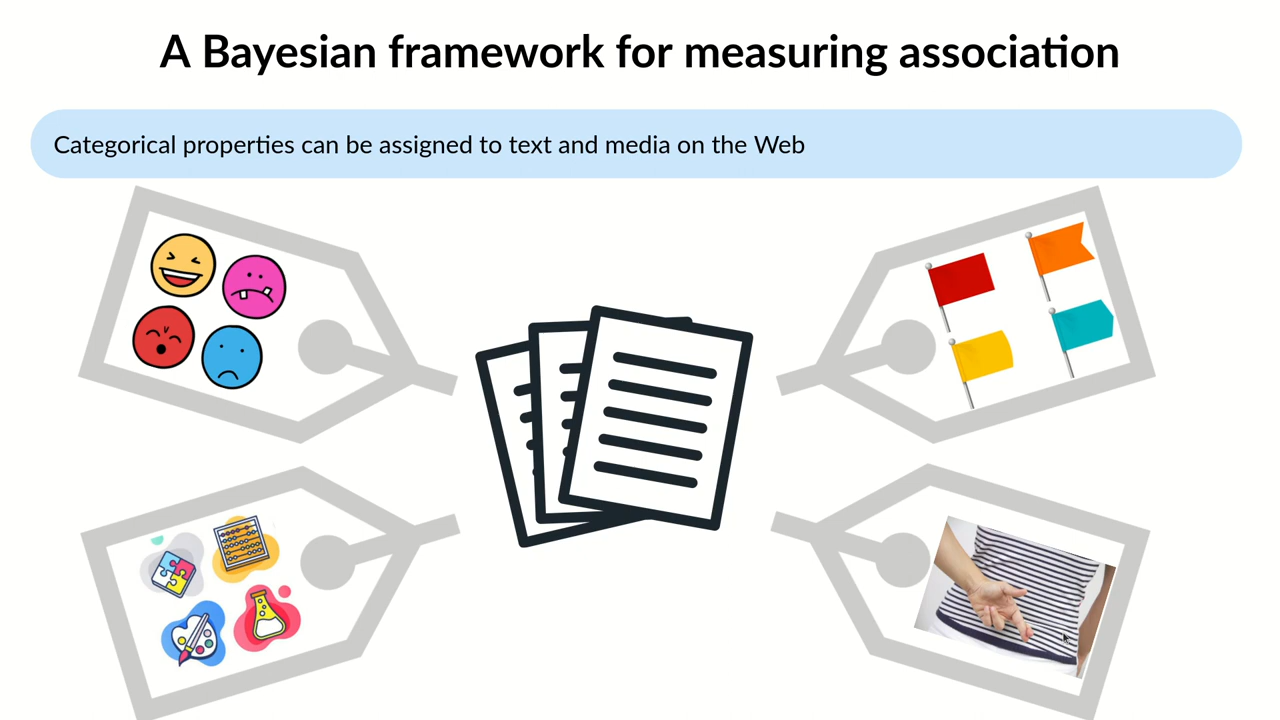 A Bayesian framework for measuring association
Categorical properties can be assigned to text and media on the Web